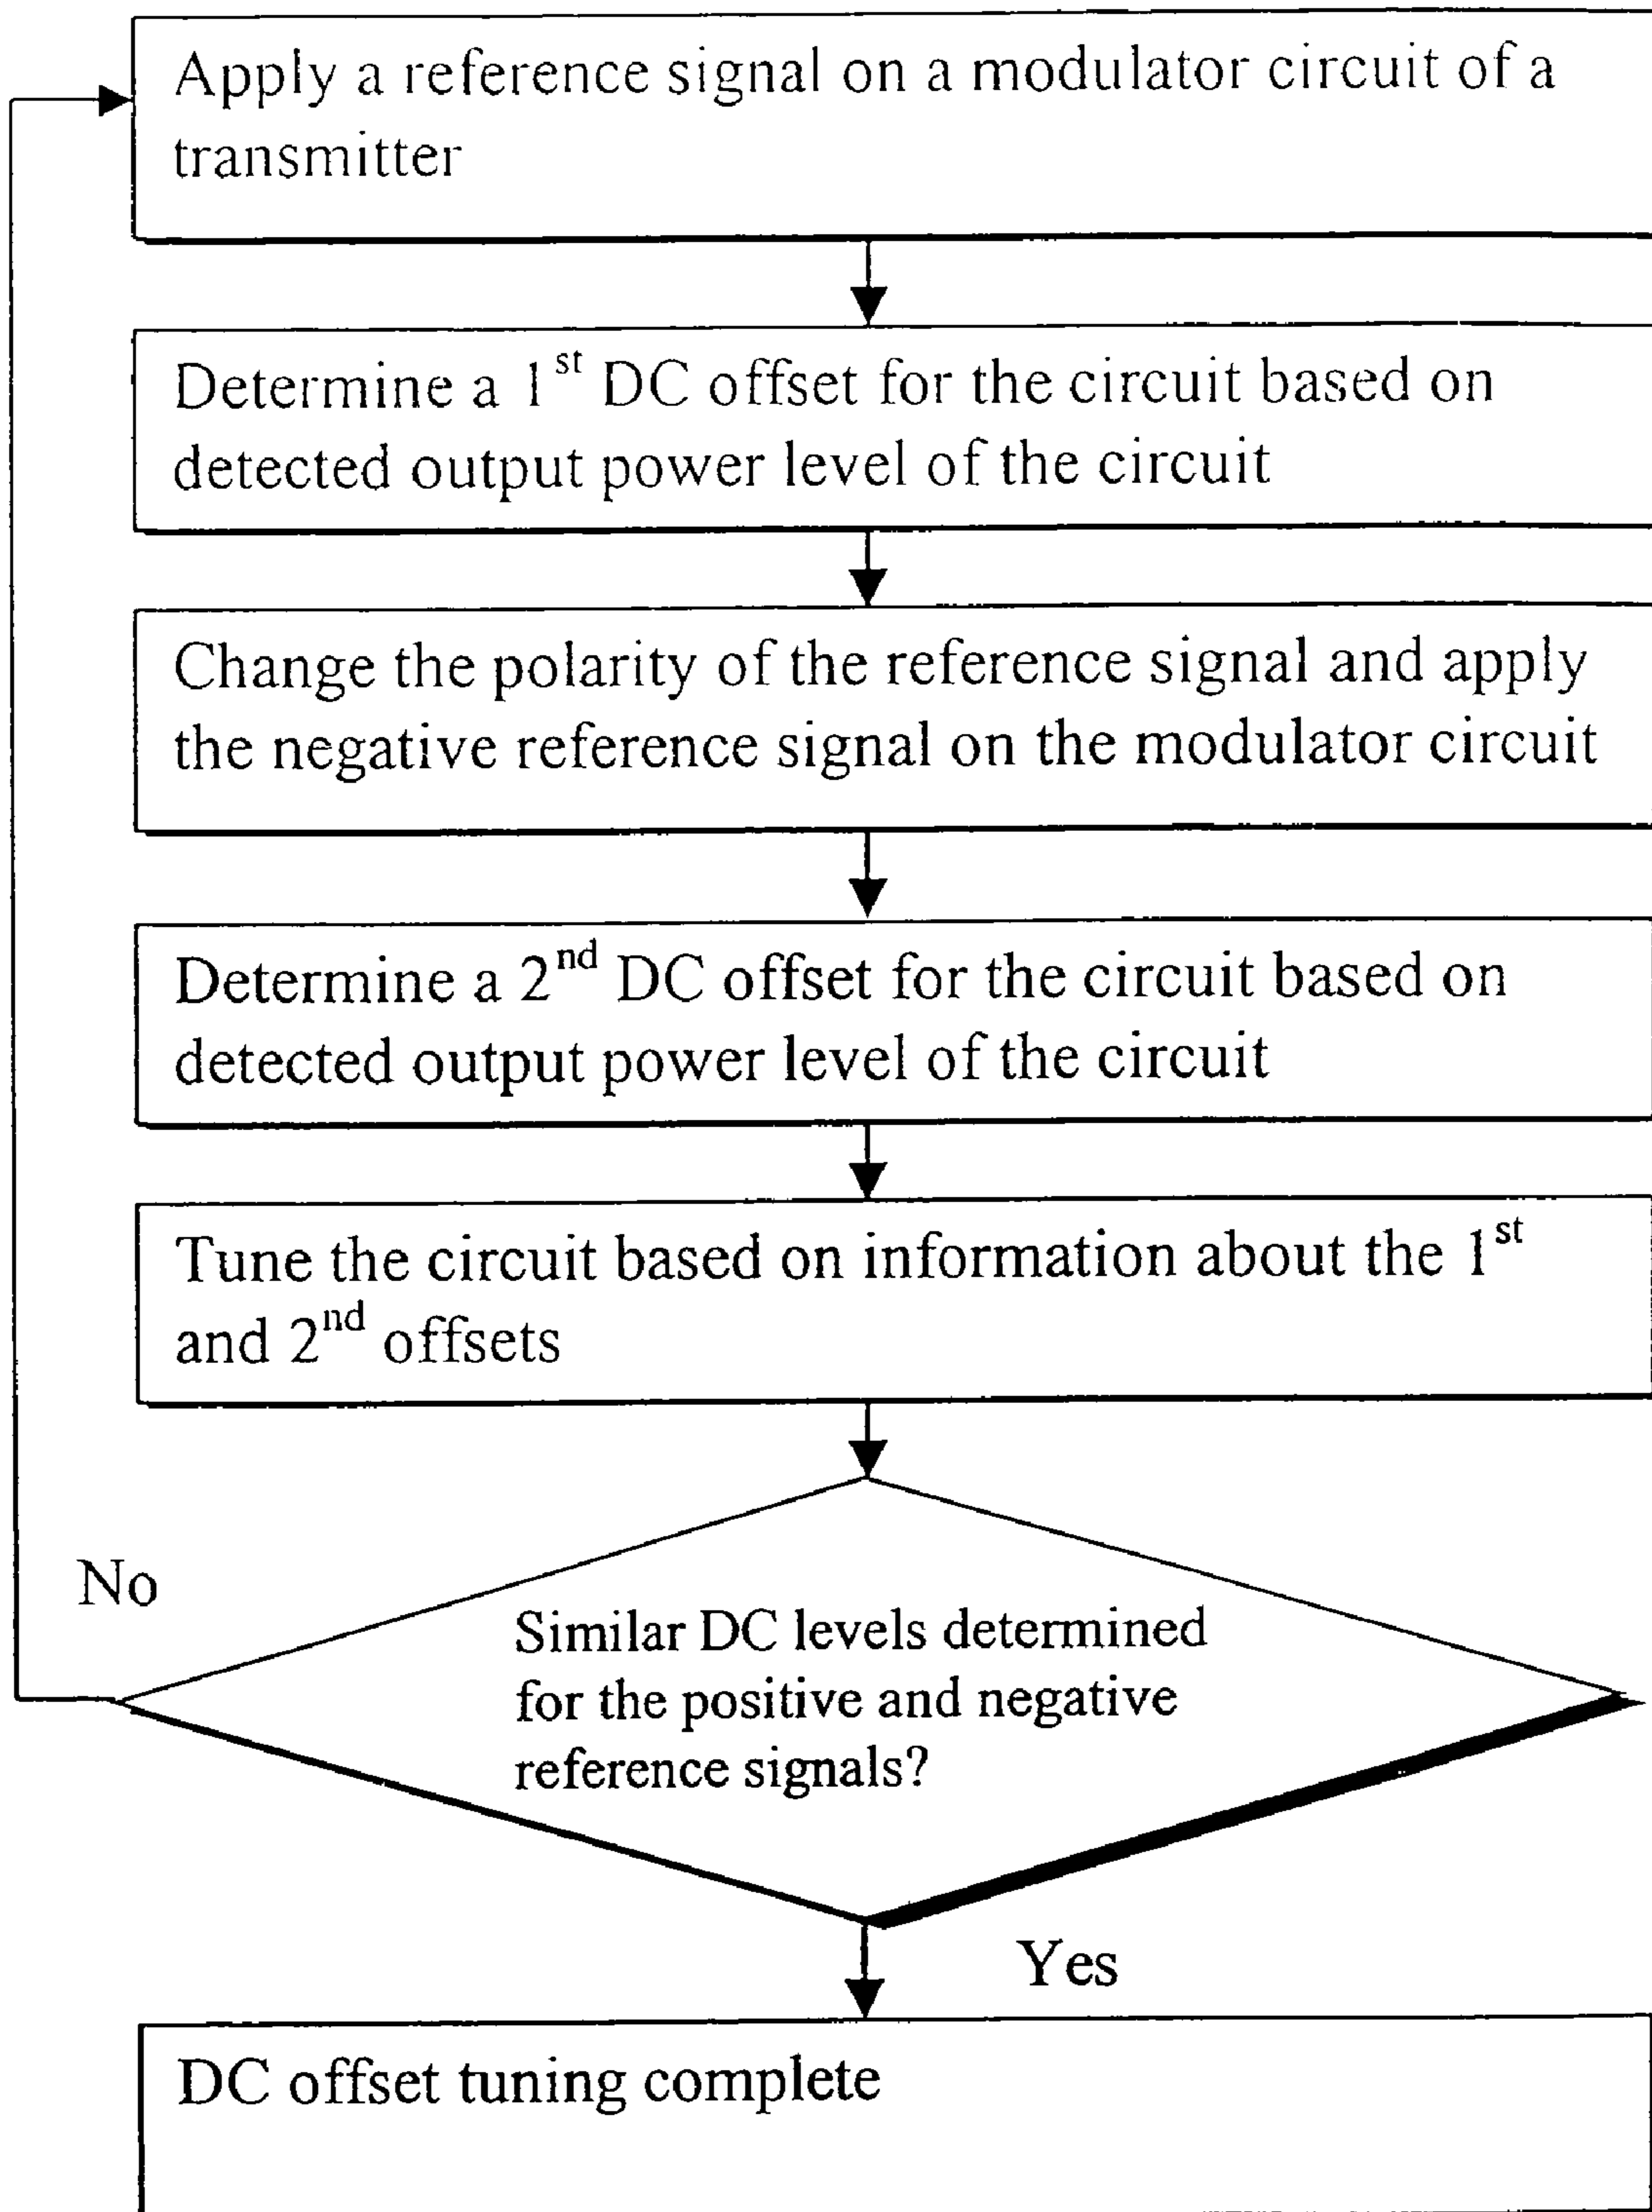 Apply a reference signal on a modulator circuit of a
transmitter
Determine a 1st DC offset for the circuit based on
detected output power level of the circuit
Change the polarity of the reference signal and apply
the negative reference signal on the modulator circuit
Determine a 2nd DC offset for the circuit based on
detected output power level of the circuit
Tune the circuit based on information about the 1st
and 2nd offsets
No
Similar DC levels determined
for the positive and negative
reference signals?
Yes
DC offset tuning complete